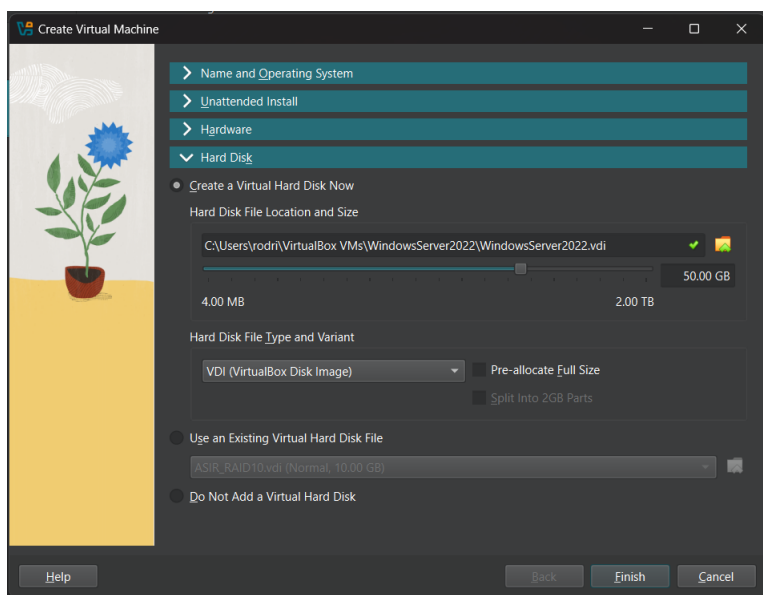 Create Virtual Machine
Name and Operating System
Unattended Install
Hardware
Hard Disk
Create a Virtual Hard Disk Now
Hard Disk File Location and Size
C:\Users\rodri\VirtualBox VMs\WindowsServer2022\WindowsServer2022.vdi
50.00 GB
4.00 MB 2.00 TB
Hard Disk File Type and Variant
VDI (VirtualBox Disk Image) Pre-allocate Full Size
Split Into 2GB Parts
Use an Existing Virtual Hard Disk File
ASIR_RAID10.vdi (Normal, 10.00 GB)
Do Not Add a Virtual Hard Disk
Help Back Finish Cancel